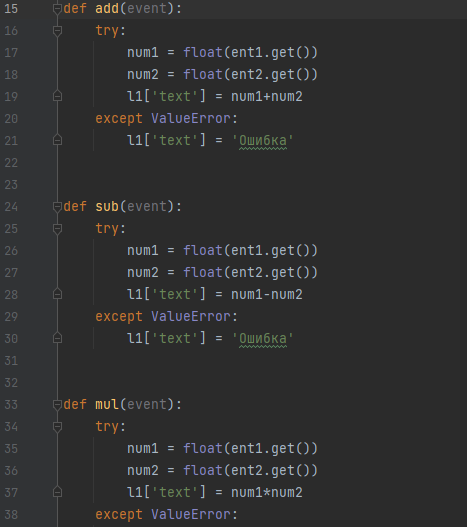 15 def add(event):
16     try:
17         num1 = float(ent1.get())
18         num2 = float(ent2.get())
19         l1['text'] = num1+num2
20     except ValueError:
21         l1['text'] = 'Ошибка'
22
23
24 def sub(event):
25     try:
26         num1 = float(ent1.get())
27         num2 = float(ent2.get())
28         l1['text'] = num1-num2
29     except ValueError:
30         l1['text'] = 'Ошибка'
31
32
33 def mul(event):
34     try:
35         num1 = float(ent1.get())
36         num2 = float(ent2.get())
37         l1['text'] = num1*num2
38     except ValueError: